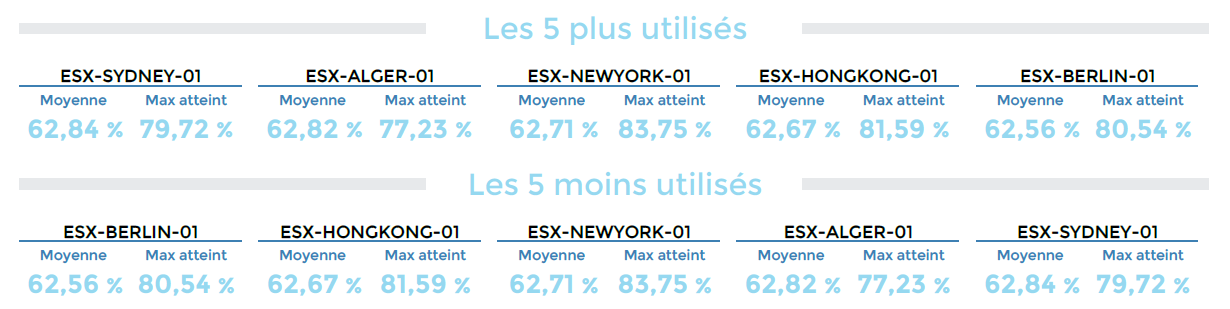 Les 5 plus utilisés
ESX-SYDNEY-01 ESX-ALGER-01 ESX-NEWYORK-01 ESX-HONGKONG-01 ESX-BERLIN-01
Moyenne Max atteint Moyenne Max atteint Moyenne Max atteint Moyenne Max atteint Moyenne Max atteint
62,84 % 79,72 % 62,82 % 77,23 % 62,71 % 83,75 % 62,67 % 81,59 % 62,56 % 80,54 %
Les 5 moins utilisés
ESX-BERLIN-01 ESX-HONGKONG-01 ESX-NEWYORK-01 ESX-ALGER-01 ESX-SYDNEY-01
Moyenne Max atteint Moyenne Max atteint Moyenne Max atteint Moyenne Max atteint Moyenne Max atteint
62,56 % 80,54 % 62,67 % 81,59 % 62,71 % 83,75 % 62,82 % 77,23 % 62,84 % 79,72 %